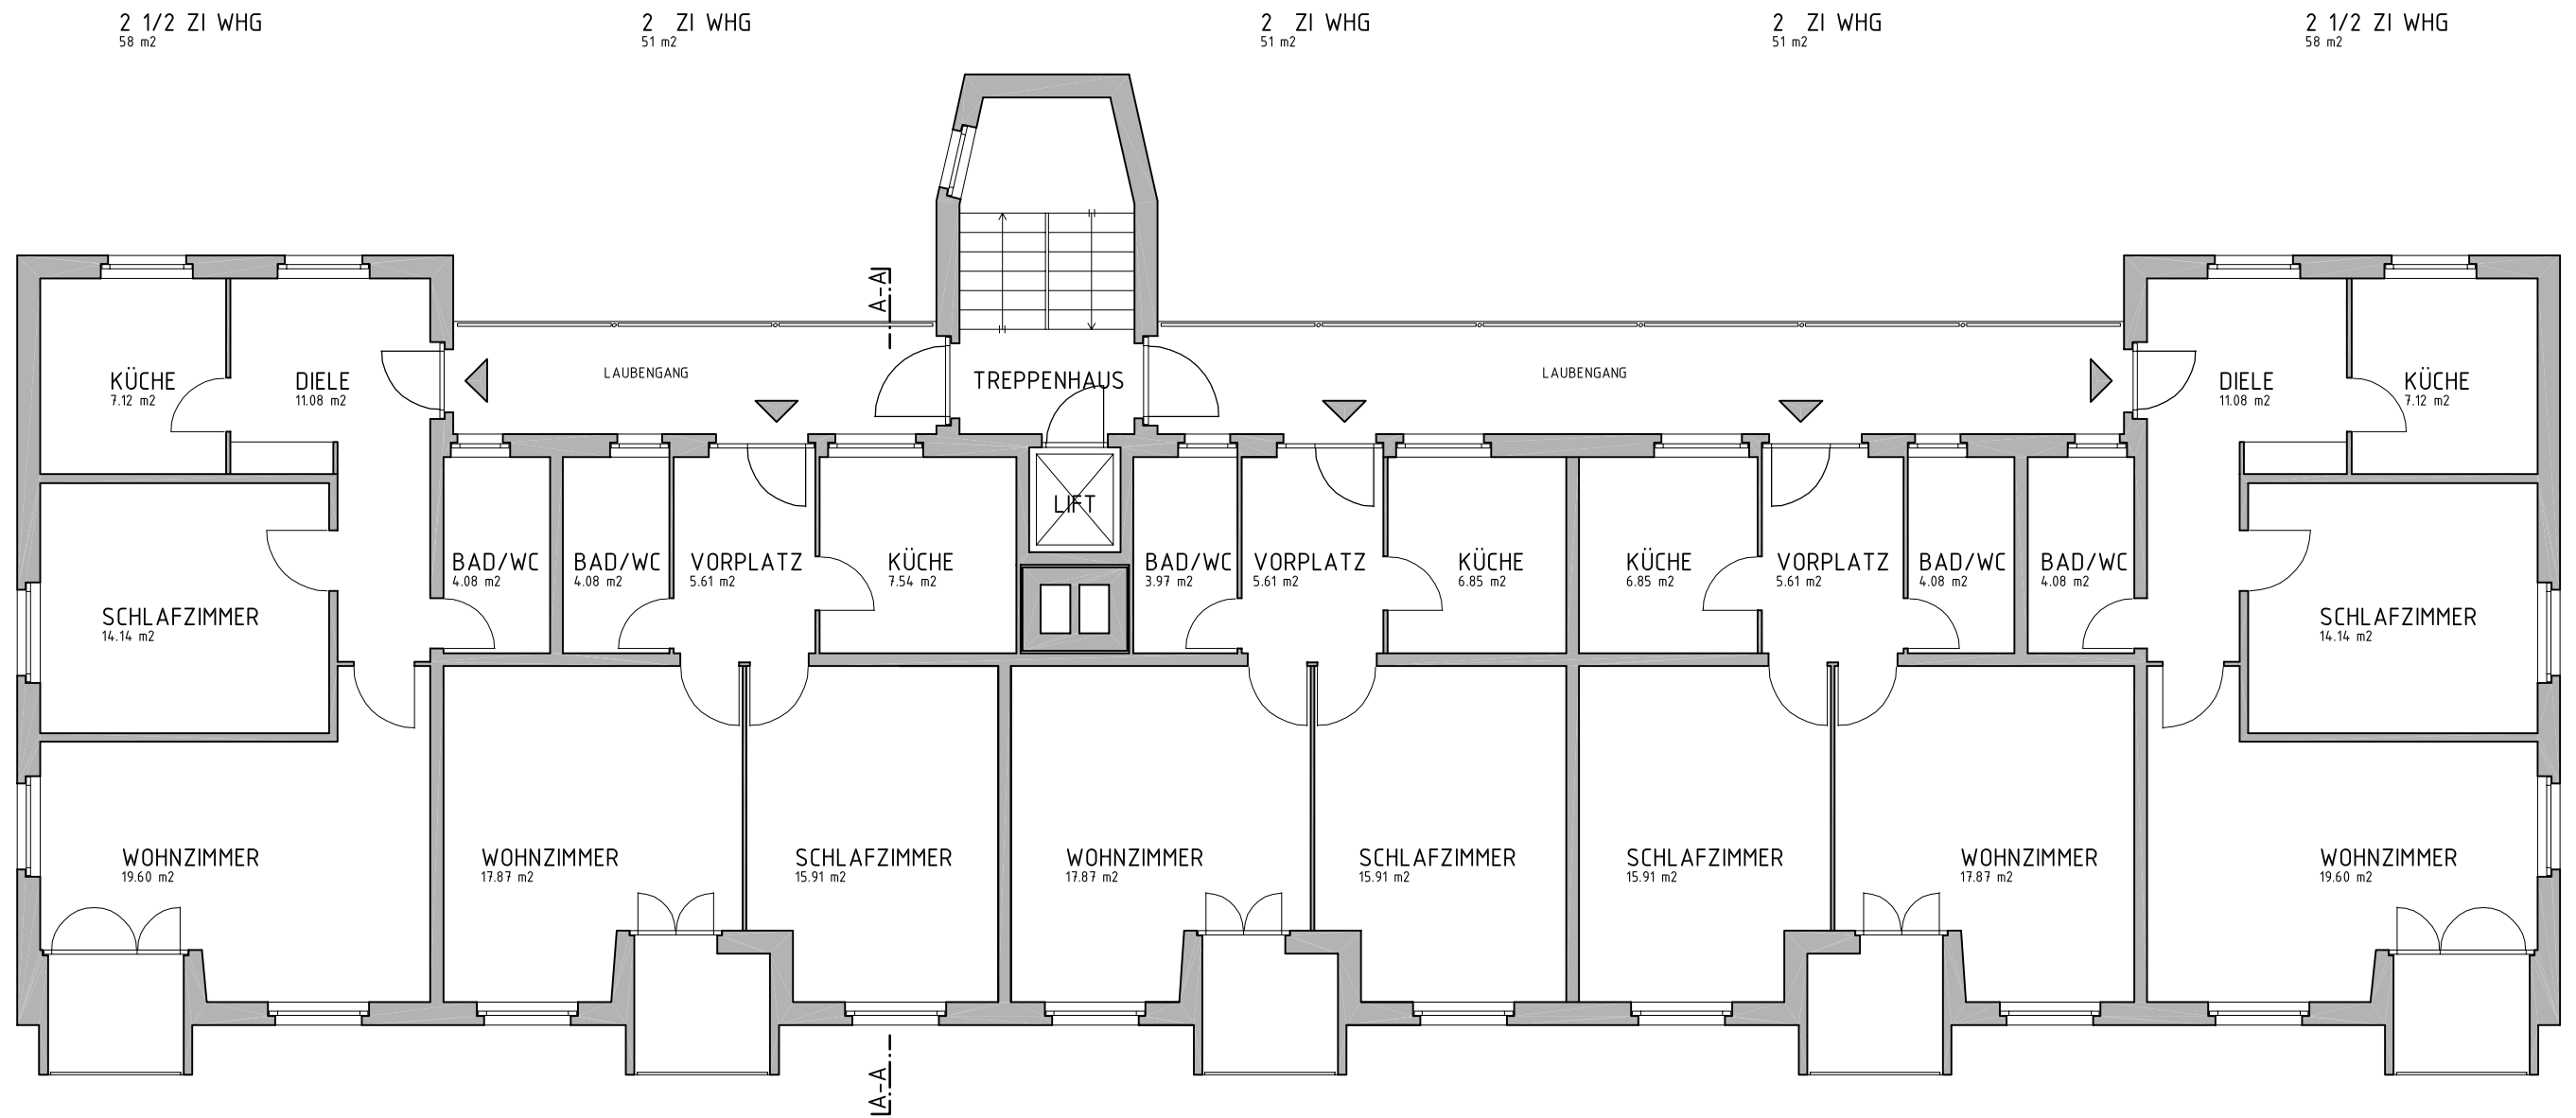 2 1/2 ZI WHG
58 m2
2 ZI WHG
51 m2
2 ZI WHG
51 m2
2 ZI WHG
51 m2
2 1/2 ZI WHG
58 m2
A-A
LAUBENGANG
LAUBENGANG
TREPPENHAUS
KÜCHE
7.12 m2
DIELE
11.08 m2
DIELE
11.08 m2
KÜCHE
7.12 m2
LIFT
BAD/WC
4.08 m2
BAD/WC
4.08 m2
VORPLATZ
5.61 m2
KÜCHE
7.54 m2
BAD/WC
3.97 m2
VORPLATZ
5.61 m2
KÜCHE
6.85 m2
KÜCHE
6.85 m2
VORPLATZ
5.61 m2
BAD/WC
4.08 m2
BAD/WC
4.08 m2
SCHLAFZIMMER
14.14 m2
SCHLAFZIMMER
14.14 m2
WOHNZIMMER
19.60 m2
WOHNZIMMER
17.87 m2
SCHLAFZIMMER
15.91 m2
WOHNZIMMER
17.87 m2
SCHLAFZIMMER
15.91 m2
SCHLAFZIMMER
15.91 m2
WOHNZIMMER
17.87 m2
WOHNZIMMER
19.60 m2
A-A